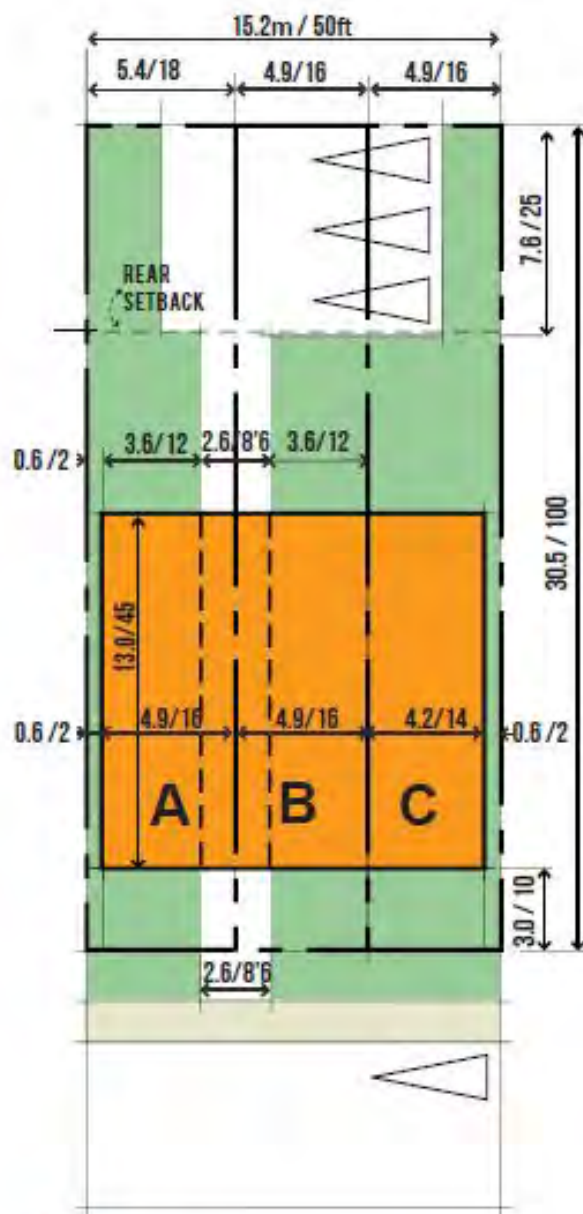 15.2m / 50ft
5.4/18 4.9/16 4.9/16
7.6 / 25
REAR
SETBACK
3.6/12 2.6/8'6 3.6/12
0.6 /2
30.5 / 100
13.0/45
4.9/16 4.9/16 4.2/14
0.6 /2 0.6 /2
A B C
3.0 / 10
2.6/8'6